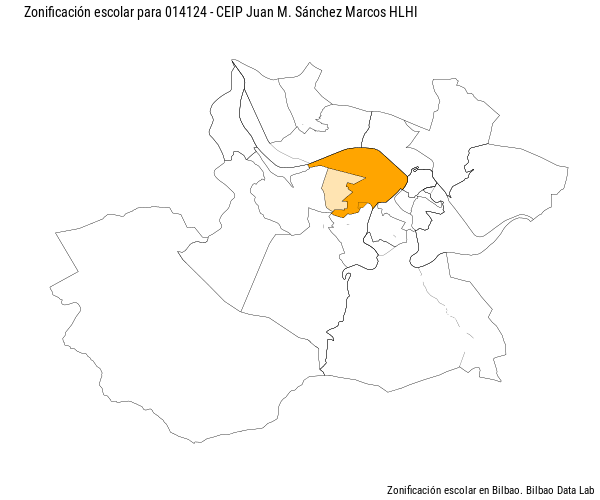 Zonificación escolar para 014124 - CEIP Juan M. Sánchez Marcos HLHI
Zonificación escolar en Bilbao. Bilbao Data Lab